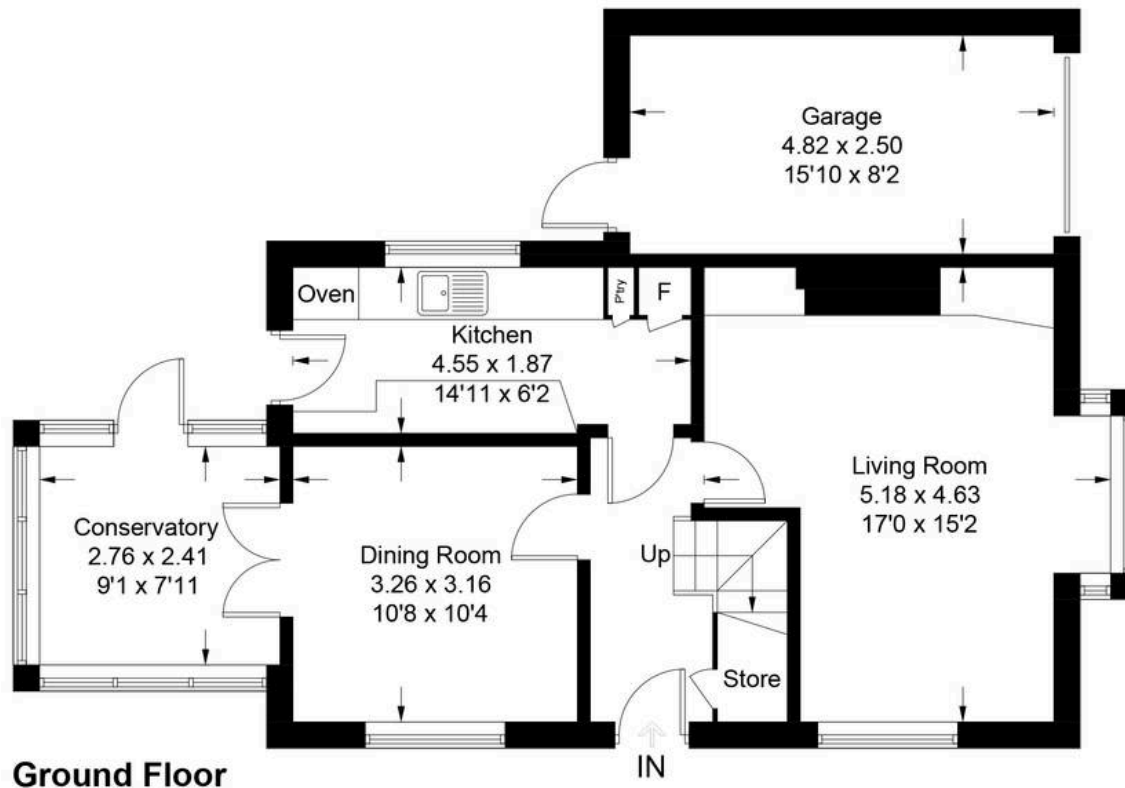 Garage
4.82 x 2.50
15'10 x 8'2
Oven
P'try
F
Kitchen
4.55 x 1.87
14'11 x 6'2
Living Room
5.18 x 4.63
17'0 x 15'2
Conservatory
2.76 x 2.41
9'1 x 7'11
Dining Room
3.26 x 3.16
10'8 x 10'4
Up
Store
IN
Ground Floor